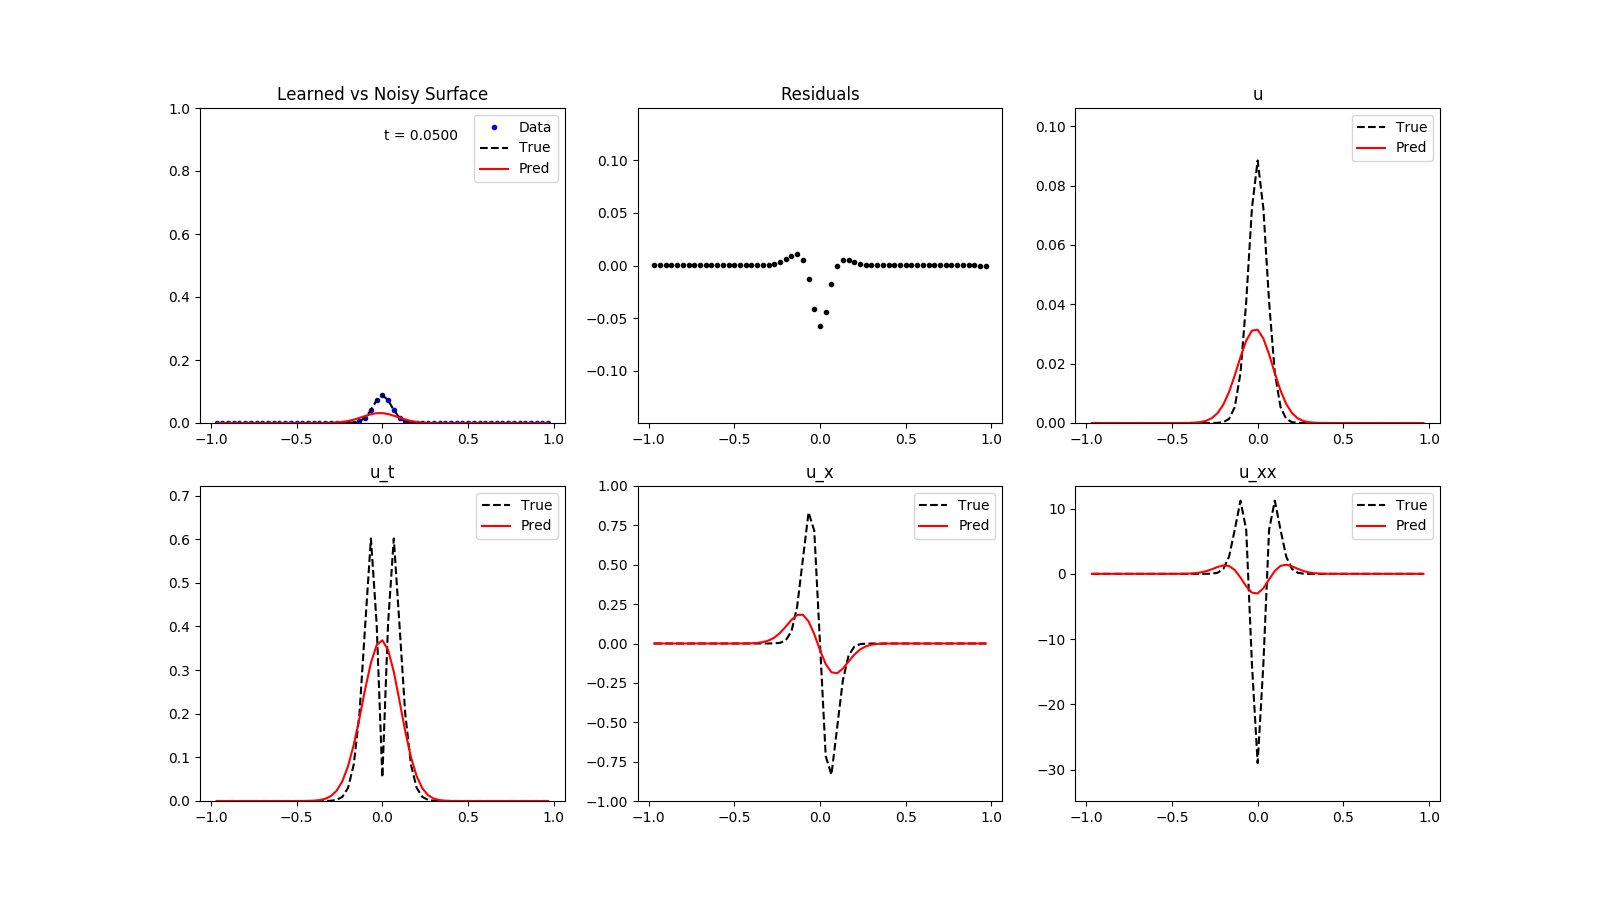 Learned vs Noisy Surface
1.0
0.8
0.6
0.4
0.2
0.0
−1.0 −0.5 0.0 0.5 1.0
t = 0.0500
Data
True
Pred
Residuals
0.10
0.05
0.00
−0.05
−0.10
−1.0 −0.5 0.0 0.5 1.0
u
0.10
0.08
0.06
0.04
0.02
0.00
−1.0 −0.5 0.0 0.5 1.0
True
Pred
u_t
0.7
0.6
0.5
0.4
0.3
0.2
0.1
0.0
−1.0 −0.5 0.0 0.5 1.0
True
Pred
u_x
1.00
0.75
0.50
0.25
0.00
−0.25
−0.50
−0.75
−1.00
−1.0 −0.5 0.0 0.5 1.0
True
Pred
u_xx
10
0
−10
−20
−30
−1.0 −0.5 0.0 0.5 1.0
True
Pred